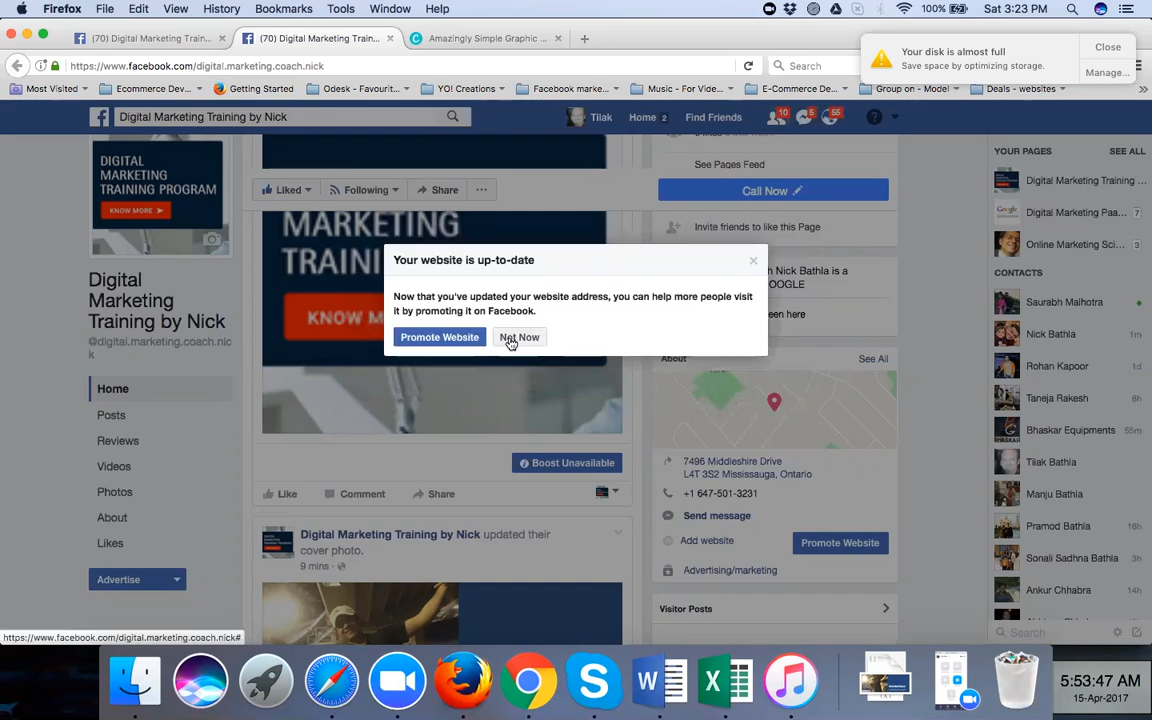 Firefox File Edit View History Bookmarks Tools Window Help 100% Sat 3:23 PM
(70) Digital Marketing Train... × (70) Digital Marketing Train... × Amazingly Simple Graphic ... × +
Your disk is almost full
Save space by optimizing storage.
Close
Manage...
https://www.facebook.com/digital.marketing.coach.nick
Search
Most Visited Ecommerce Dev... Getting Started Odesk - Favourit... YO! Creations Facebook marke... Music - For Vide... E-Commerce De... Group on - Model Deals - websites
Digital Marketing Training by Nick
Tilak Home 2 Find Friends 10 5 55
DIGITAL
MARKETING
TRAINING PROGRAM
KNOW MORE
Digital
Marketing
Training by Nick
@digital.marketing.coach.nic
k
Home
Posts
Reviews
Videos
Photos
About
Likes
Advertise
Liked Following Share ...
MARKETING
KNOW M
Boost Unavailable
Like Comment Share
Digital Marketing Training by Nick updated their
cover photo.
9 mins
Your website is up-to-date
Now that you've updated your website address, you can help more people visit
it by promoting it on Facebook.
Promote Website Not Now
See Pages Feed
Call Now
Invite friends to like this Page
h Nick Bathla is a
OOGLE
een here
About See All
7496 Middleshire Drive
L4T 3S2 Mississauga, Ontario
+1 647-501-3231
Send message
Add website
Promote Website
Advertising/marketing
Visitor Posts
YOUR PAGES SEE ALL
Digital Marketing Training ...
Digital Marketing Paa... 7
Online Marketing Sci... 3
CONTACTS
Saurabh Malhotra
Nick Bathla 1m
Rohan Kapoor 1d
Taneja Rakesh 6h
Bhaskar Equipments 55m
Tilak Bathla
Manju Bathla
Pramod Bathla 16h
Sonali Sadhna Bathla 3h
Ankur Chhabra
Search
https://www.facebook.com/digital.marketing.coach.nick#
5:53:47 AM
15-Apr-2017